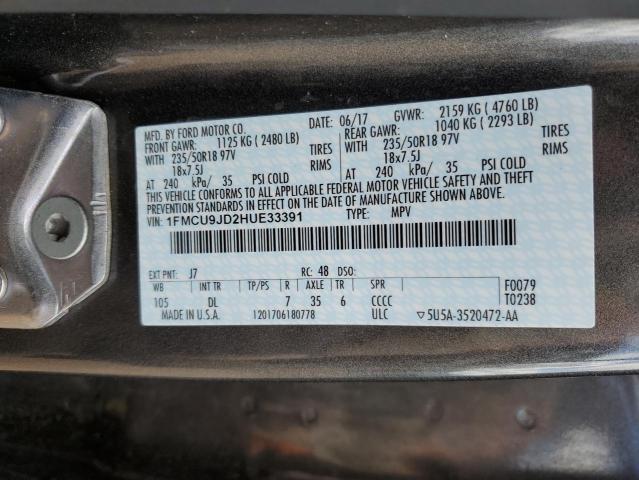 MFD. BY FORD MOTOR CO. DATE: 06/17 GVWR: 2159 KG ( 4760 LB)
FRONT GAWR: 1125 KG ( 2480 LB) REAR GAWR: 1040 KG ( 2293 LB)
WITH 235/50R18 97V TIRES WITH 235/50R18 97V TIRES
18x7.5J RIMS 18x7.5J RIMS
AT 240 kPa/ 35 PSI COLD AT 240 kPa/ 35 PSI COLD
THIS VEHICLE CONFORMS TO ALL APPLICABLE FEDERAL MOTOR VEHICLE SAFETY AND THEFT
PREVENTION STANDARDS IN EFFECT ON THE DATE OF MANUFACTURE SHOWN ABOVE.
VIN: 1FMCU9JD2HUE33391 TYPE: MPV
EXT PNT: J7 RC: 48 DSO:
WB INT TR TP/PS R AXLE TR SPR F0079
105 DL 7 35 6 CCCC T0238
MADE IN U.S.A. 1201706180778 ULC ▽5U5A-3520472-AA